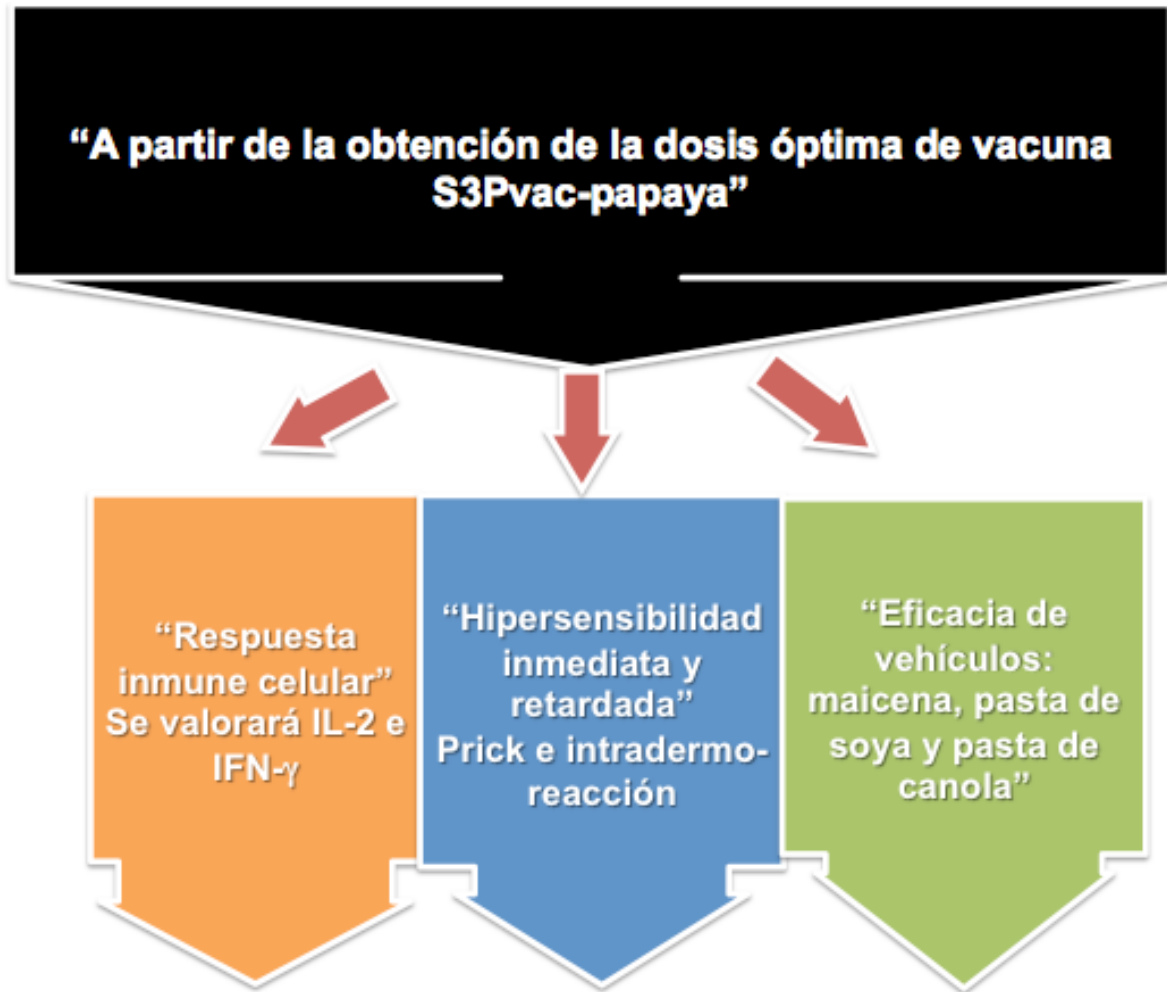 “A partir de la obtención de la dosis óptima de vacuna
S3Pvac-papaya”
“Respuesta
inmune celular”
Se valorará IL-2 e
IFN-γ
“Hipersensibilidad
inmediata y
retardada”
Prick e intradermo-
reacción
“Eficacia de
vehículos:
maicena, pasta de
soya y pasta de
canola”